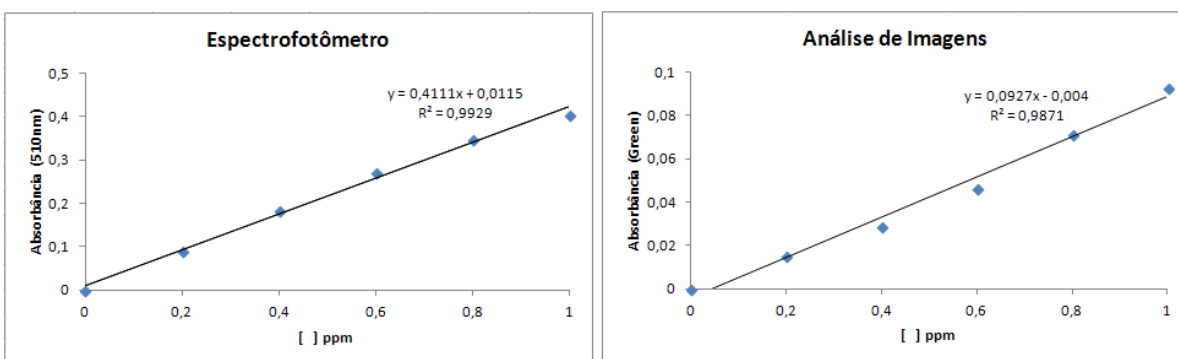 Espectrofotômetro
y = 0,4111x + 0,0115
R² = 0,9929
Absorbância (510nm)
0,5
0,4
0,3
0,2
0,1
0
0 0,2 0,4 0,6 0,8 1
[ ] ppm
Análise de Imagens
y = 0,0927x - 0,004
R² = 0,9871
Absorbância (Green)
0,1
0,08
0,06
0,04
0,02
0
0 0,2 0,4 0,6 0,8 1
[ ] ppm